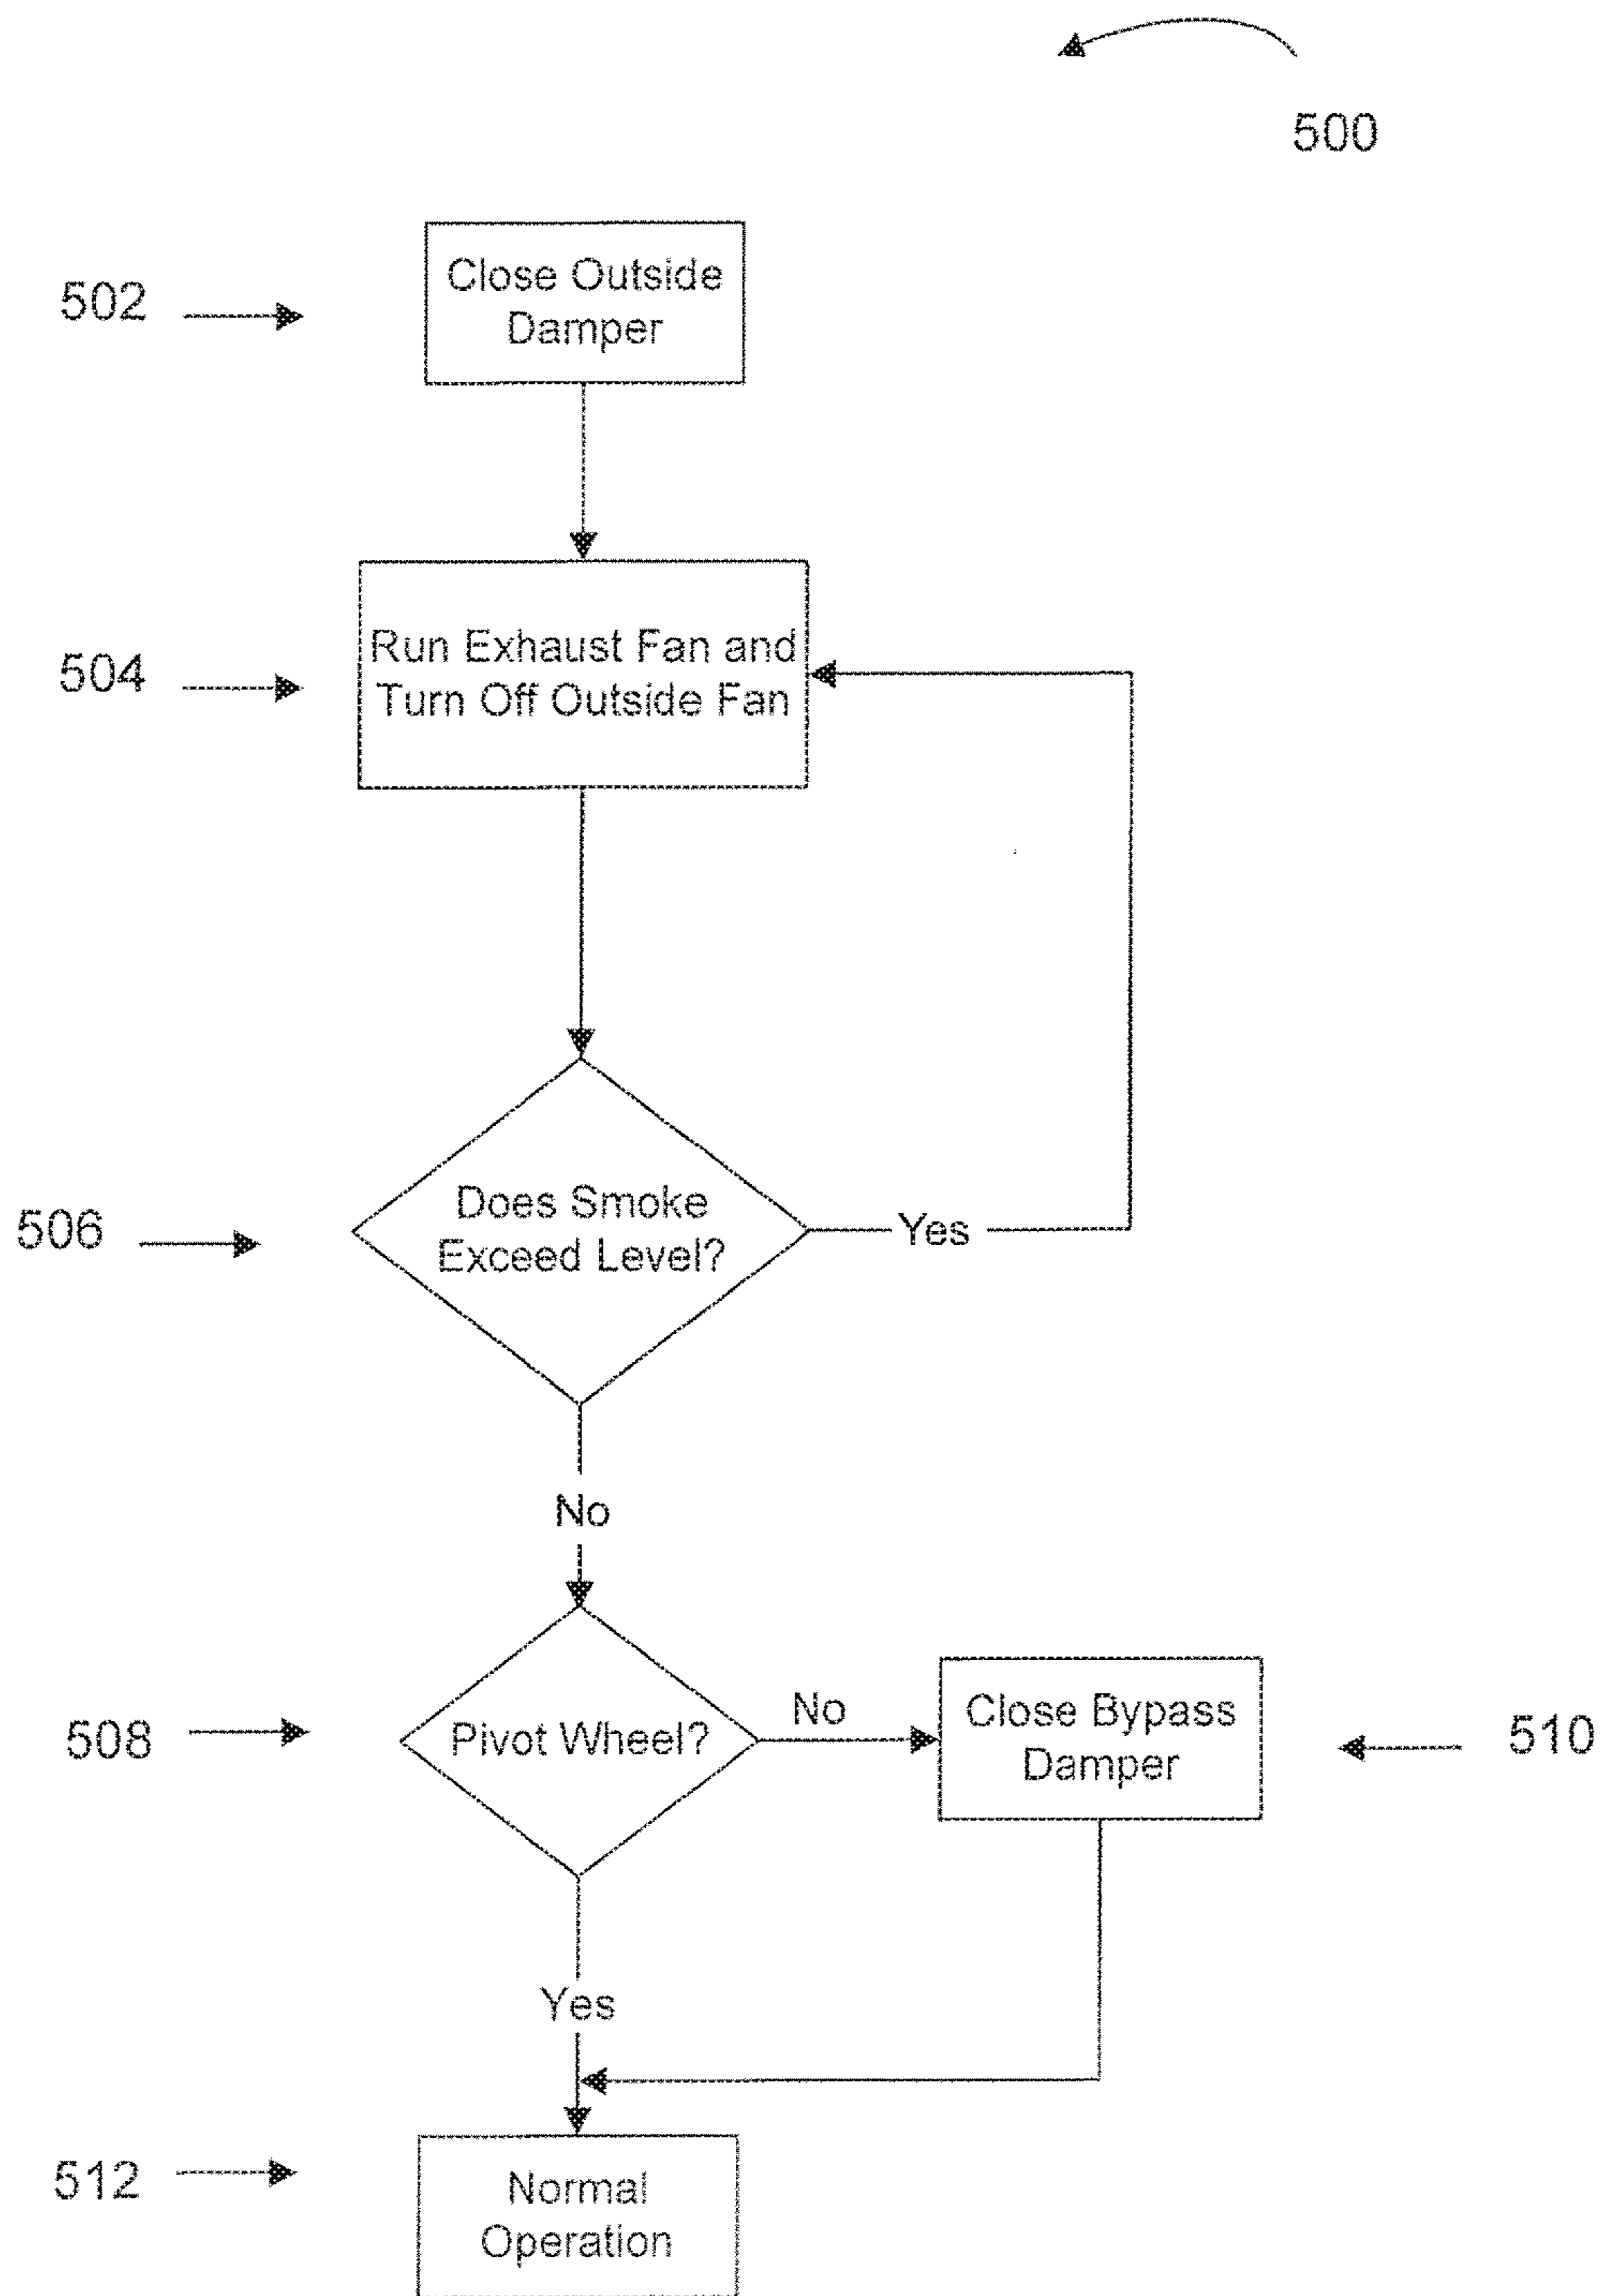 500
502
Close Outside
Damper
504
Run Exhaust Fan and
Turn Off Outside Fan
506
Does Smoke
Exceed Level?
Yes
No
508
Pivot Wheel?
No
Close Bypass
Damper
510
Yes
512
Normal
Operation